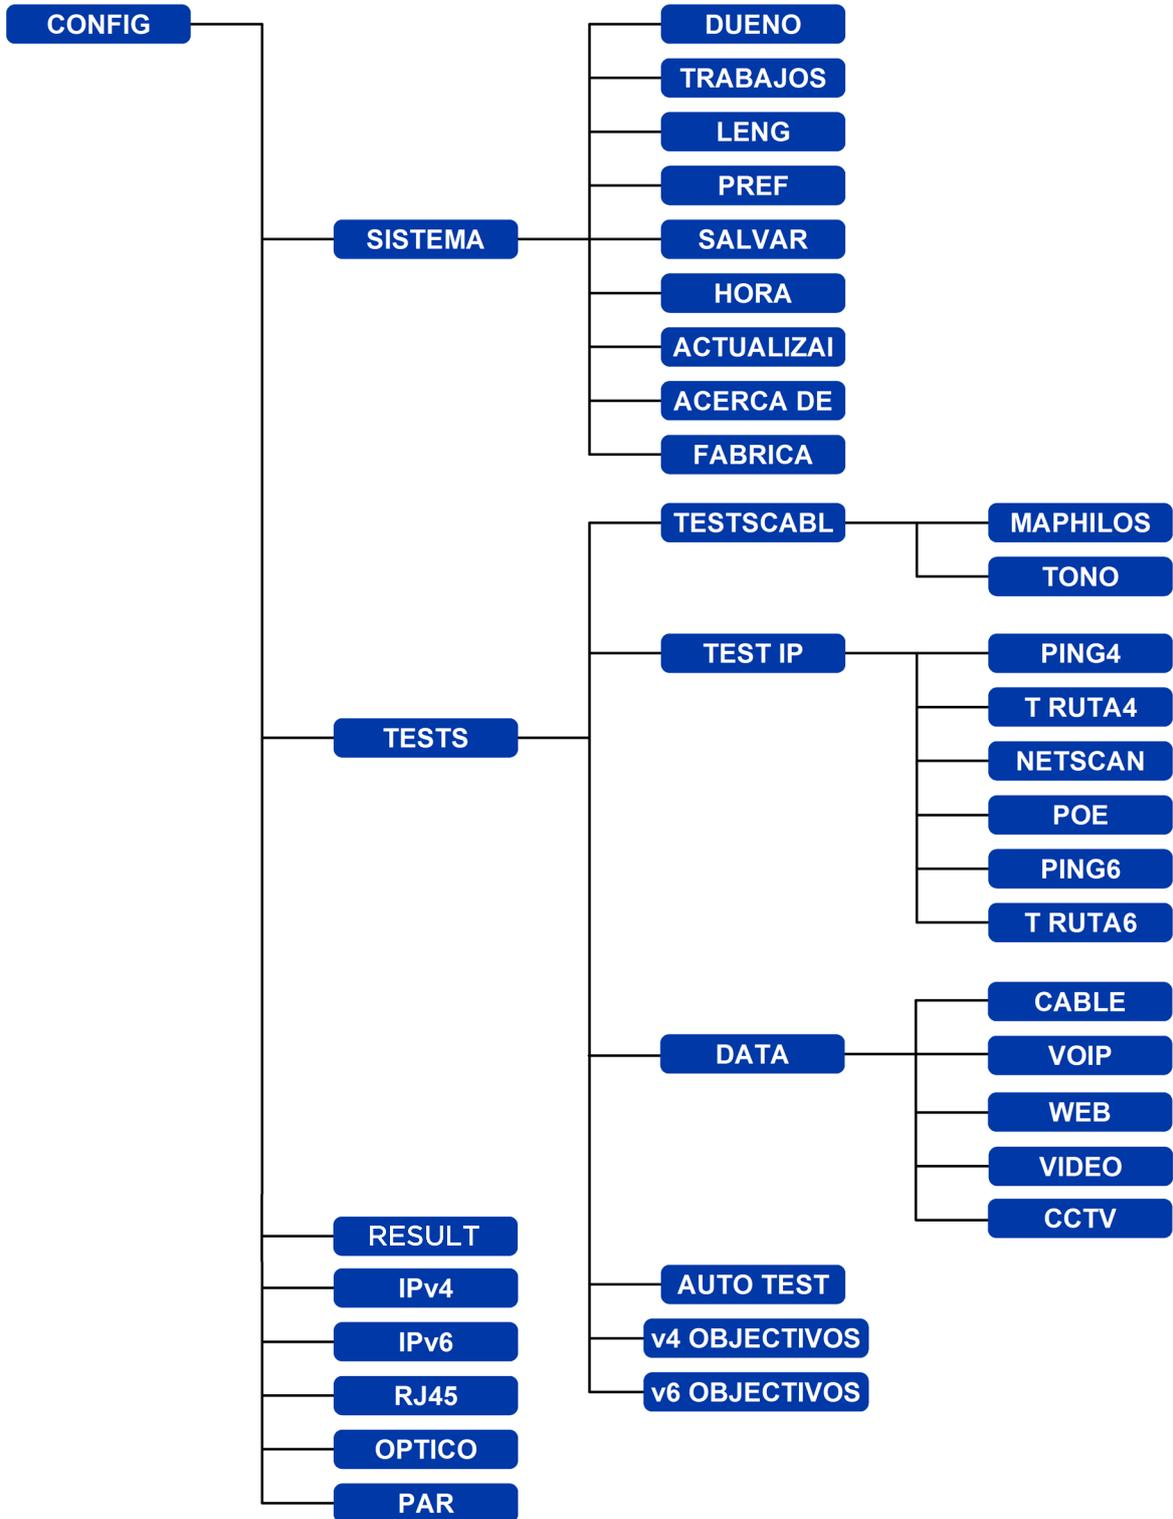 CONFIG
SISTEMA
DUENO
TRABAJOS
LENG
PREF
SALVAR
HORA
ACTUALIZAI
ACERCA DE
FABRICA
TESTS
TESTSCABL
MAPHILOS
TONO
TEST IP
PING4
T RUTA4
NETSCAN
POE
PING6
T RUTA6
DATA
CABLE
VOIP
WEB
VIDEO
CCTV
AUTO TEST
v4 OBJECTIVOS
v6 OBJECTIVOS
RESULT
IPv4
IPv6
RJ45
OPTICO
PAR